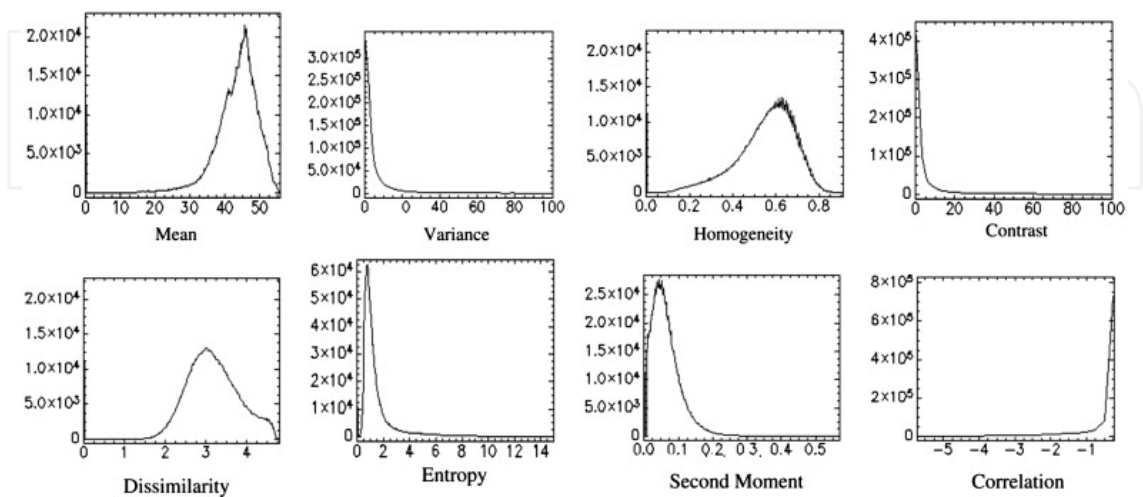 2.0×10⁴
1.5×10⁴
1.0×10⁴
5.0×10³
0
0 10 20 30 40 50
Mean
3.0×10⁵
2.5×10⁵
2.0×10⁵
1.5×10⁵
1.0×10⁵
5.0×10⁴
0
0 0 40 60 80 100
Variance
2.0×10⁴
1.5×10⁴
1.0×10⁴
5.0×10³
0
0.0 0.2 0.4 0.6 0.8
Homogeneity
4×10⁵
3×10⁵
2×10⁵
1×10⁵
0
0 20 40 60 80 100
Contrast
2.0×10⁴
1.5×10⁴
1.0×10⁴
5.0×10³
0
0 1 2 3 4
Dissimilarity
6×10⁴
5×10⁴
4×10⁴
3×10⁴
2×10⁴
1×10⁴
0
0 2 4 6 8 10 12 14
Entropy
2.5×10⁴
2.0×10⁴
2.0×10⁴
1.0×10⁴
5.0×10³
0
0.0 0.1 0.2 0.3 0.4 0.5
Second Moment
8×10⁵
6×10⁵
4×10⁵
2×10⁵
0
−5 −4 −3 −2 −1
Correlation